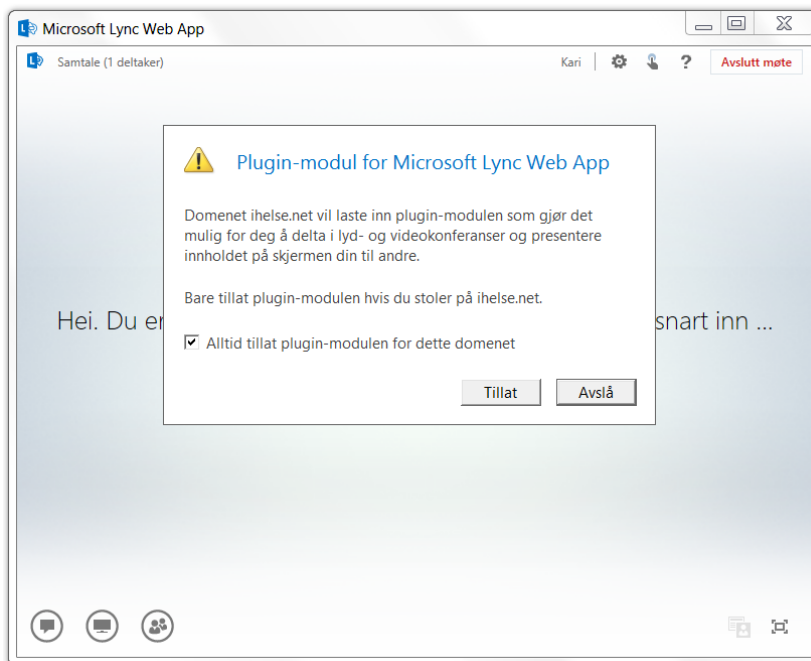 Microsoft Lync Web App
Samtale (1 deltaker)
Kari
?
Avslutt møte
Plugin-modul for Microsoft Lync Web App
Domenet ihelse.net vil laste inn plugin-modulen som gjør det
mulig for deg å delta i lyd- og videokonferanser og presentere
innholdet på skjermen din til andre.
Bare tillat plugin-modulen hvis du stoler på ihelse.net.
Hei. Du er
snart inn ...
Alltid tillat plugin-modulen for dette domenet
Tillat
Avslå